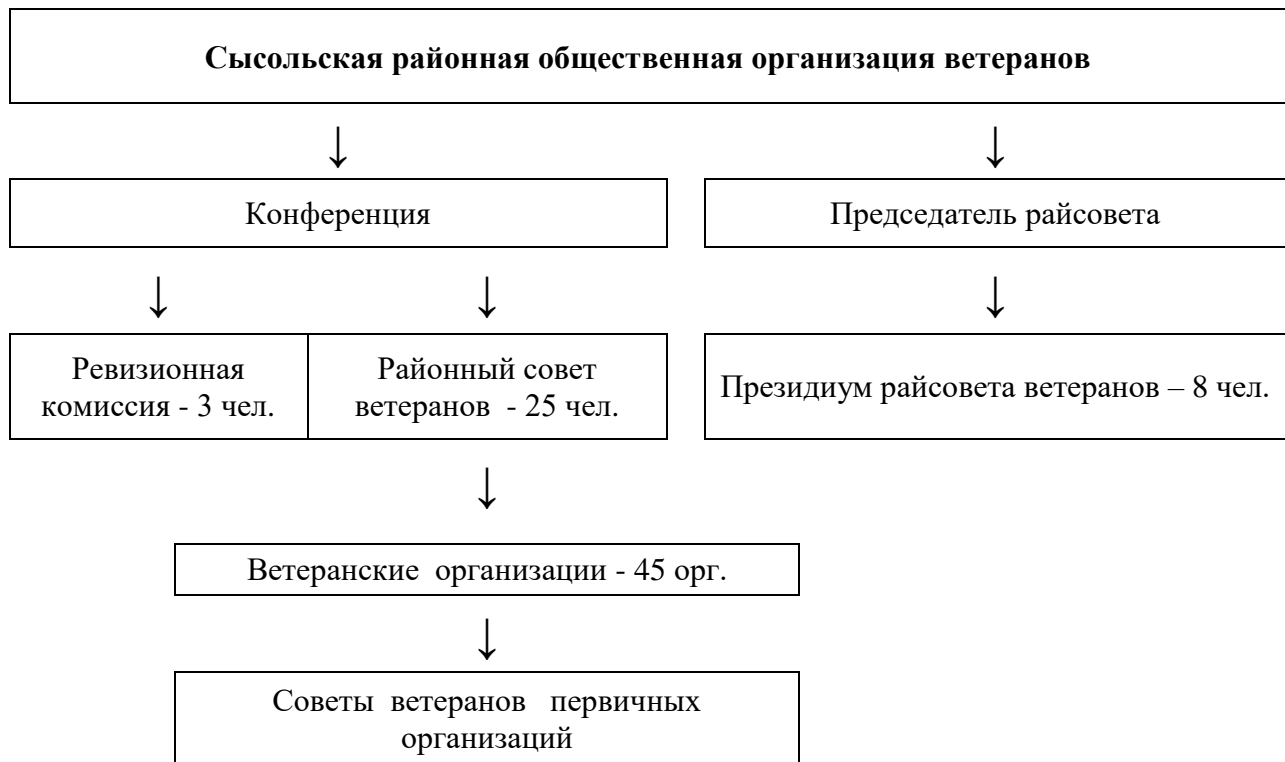 Сысольская районная общественная организация ветеранов
Конференция
Председатель райсовета
Ревизионная
комиссия - 3 чел.
Районный совет
ветеранов - 25 чел.
Президиум райсовета ветеранов – 8 чел.
Ветеранские организации - 45 орг.
Советы ветеранов первичных
организаций